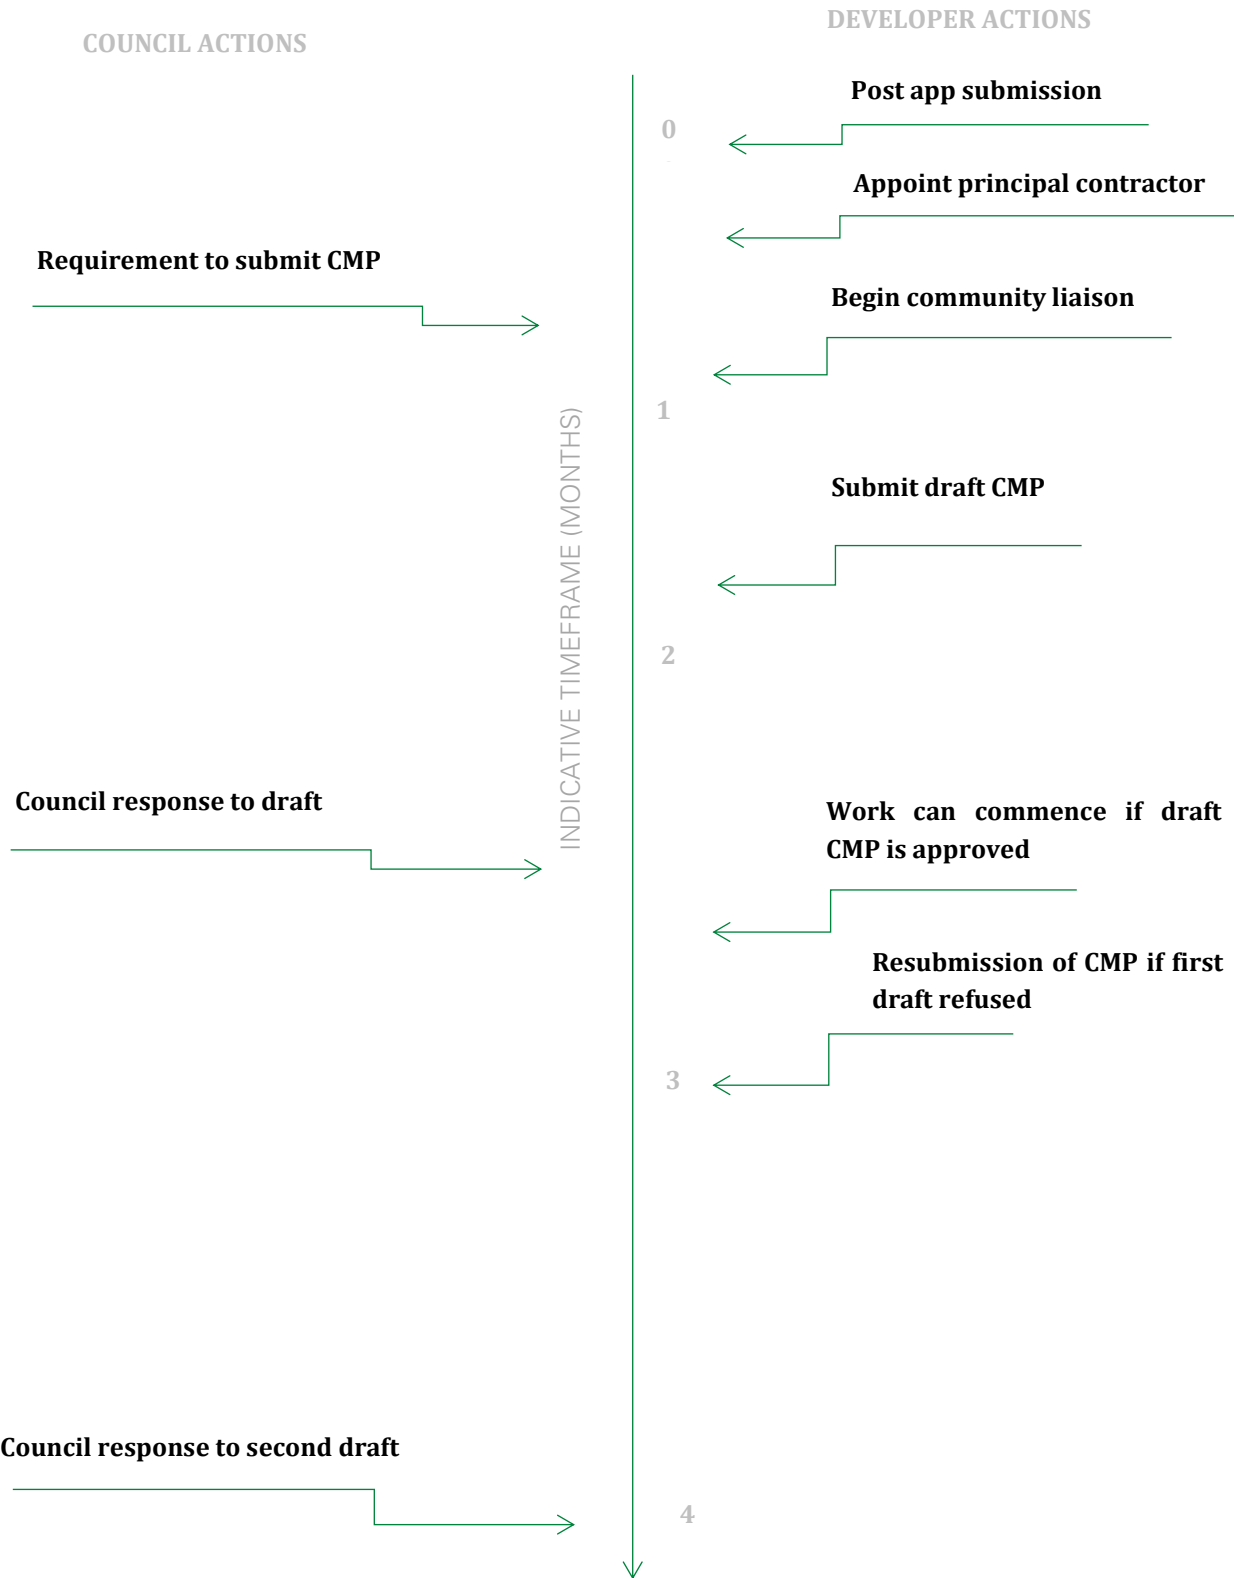 DEVELOPER ACTIONS
COUNCIL ACTIONS
Post app submission
0
Appoint principal contractor
Requirement to submit CMP
Begin community liaison
1
INDICATIVE TIMEFRAME (MONTHS)
Submit draft CMP
2
Council response to draft
Work can commence if draft
CMP is approved
Resubmission of CMP if first
draft refused
3
Council response to second draft
4